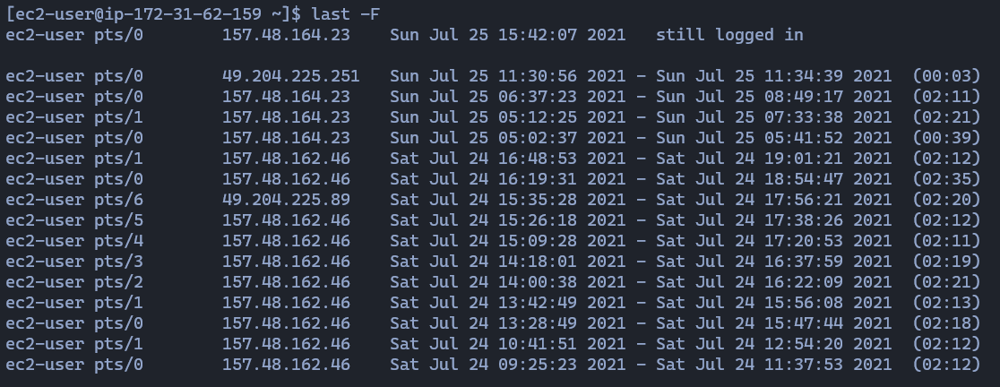 [ec2-user@ip-172-31-62-159 ~]$ last -F
ec2-user pts/0        157.48.164.23    Sun Jul 25 15:42:07 2021   still logged in

ec2-user pts/0        49.204.225.251   Sun Jul 25 11:30:56 2021 - Sun Jul 25 11:34:39 2021  (00:03)
ec2-user pts/0        157.48.164.23    Sun Jul 25 06:37:23 2021 - Sun Jul 25 08:49:17 2021  (02:11)
ec2-user pts/1        157.48.164.23    Sun Jul 25 05:12:25 2021 - Sun Jul 25 07:33:38 2021  (02:21)
ec2-user pts/0        157.48.164.23    Sun Jul 25 05:02:37 2021 - Sun Jul 25 05:41:52 2021  (00:39)
ec2-user pts/1        157.48.162.46    Sat Jul 24 16:48:53 2021 - Sat Jul 24 19:01:21 2021  (02:12)
ec2-user pts/0        157.48.162.46    Sat Jul 24 16:19:31 2021 - Sat Jul 24 18:54:47 2021  (02:35)
ec2-user pts/6        49.204.225.89    Sat Jul 24 15:35:28 2021 - Sat Jul 24 17:56:21 2021  (02:20)
ec2-user pts/5        157.48.162.46    Sat Jul 24 15:26:18 2021 - Sat Jul 24 17:38:26 2021  (02:12)
ec2-user pts/4        157.48.162.46    Sat Jul 24 15:09:28 2021 - Sat Jul 24 17:20:53 2021  (02:11)
ec2-user pts/3        157.48.162.46    Sat Jul 24 14:18:01 2021 - Sat Jul 24 16:37:59 2021  (02:19)
ec2-user pts/2        157.48.162.46    Sat Jul 24 14:00:38 2021 - Sat Jul 24 16:22:09 2021  (02:21)
ec2-user pts/1        157.48.162.46    Sat Jul 24 13:42:49 2021 - Sat Jul 24 15:56:08 2021  (02:13)
ec2-user pts/0        157.48.162.46    Sat Jul 24 13:28:49 2021 - Sat Jul 24 15:47:44 2021  (02:18)
ec2-user pts/1        157.48.162.46    Sat Jul 24 10:41:51 2021 - Sat Jul 24 12:54:20 2021  (02:12)
ec2-user pts/0        157.48.162.46    Sat Jul 24 09:25:23 2021 - Sat Jul 24 11:37:53 2021  (02:12)